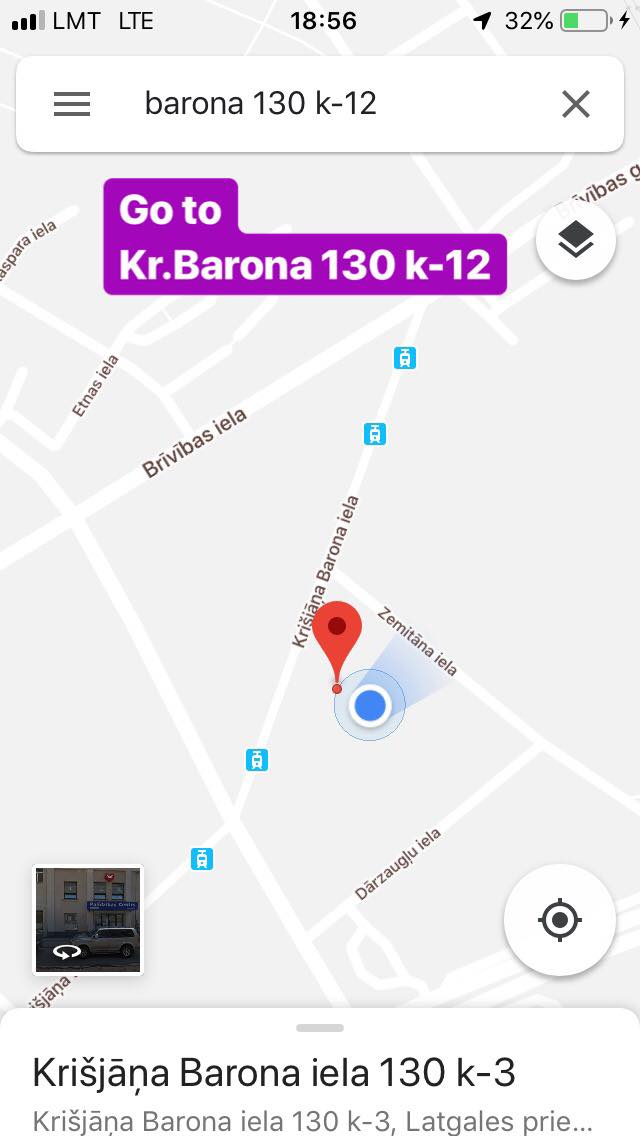 LMT LTE 18:56 32%
barona 130 k-12
Brīvības g
Go to
Kr.Barona 130 k-12
aspara iela
Etnas iela
Brīvības iela
Krišjāņa Barona iela
Zemitāna iela
Dārzaugļu iela
Palīdzības Centrs
išjāņa
Krišjāņa Barona iela 130 k-3
Krišjāņa Barona iela 130 k-3, Latgales prie...